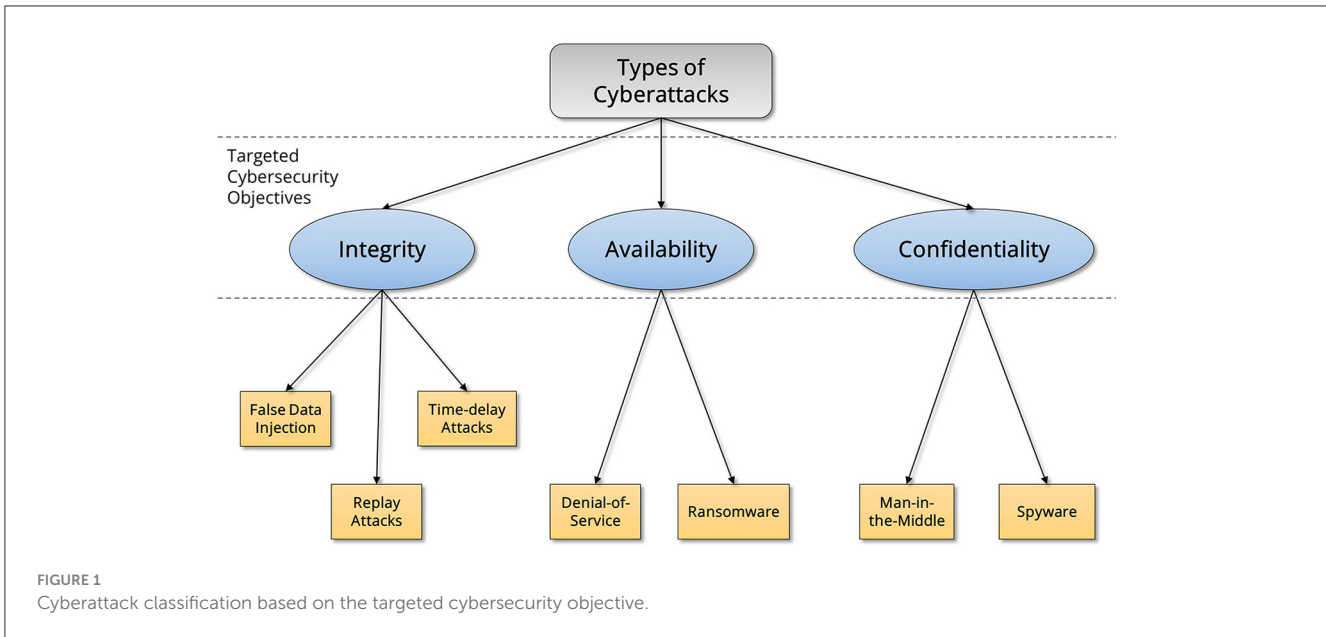 Types of
Cyberattacks
Targeted
Cybersecurity
Objectives
Integrity
Availability
Confidentiality
False Data
Injection
Time-delay
Attacks
Replay
Attacks
Denial-of-
Service
Ransomware
Man-in-
the-Middle
Spyware
FIGURE 1
Cyberattack classification based on the targeted cybersecurity objective.